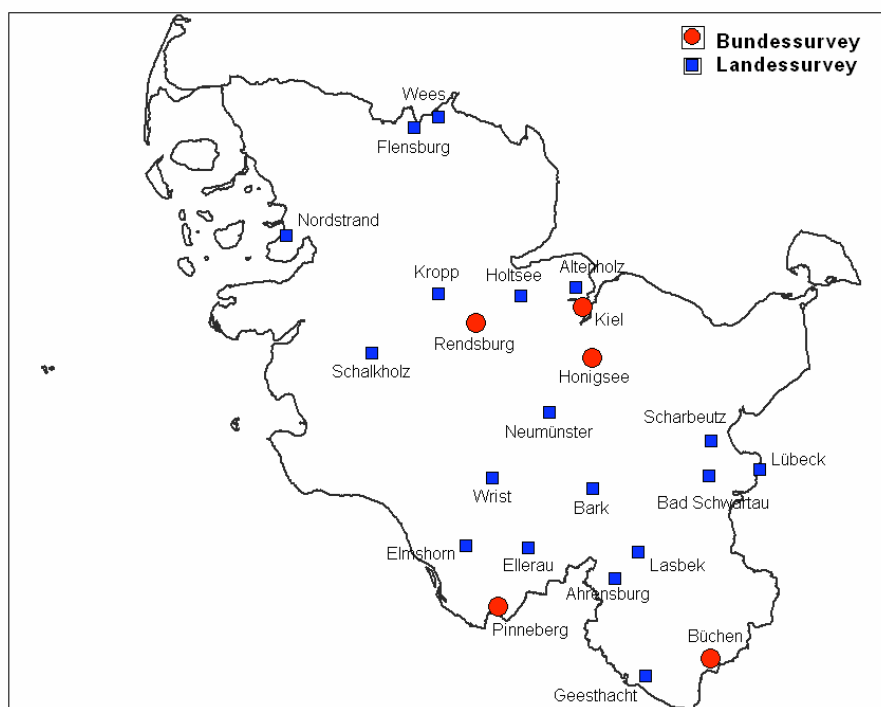 Bundessurvey
Landessurvey
Wees
Flensburg
Nordstrand
Kropp
Holtsee
Altenholz
Kiel
Rendsburg
Schalkholz
Honigsee
Neumünster
Scharbeutz
Lübeck
Wrist
Bark
Bad Schwartau
Elmshorn
Ellerau
Lasbek
Ahrensburg
Pinneberg
Büchen
Geesthacht